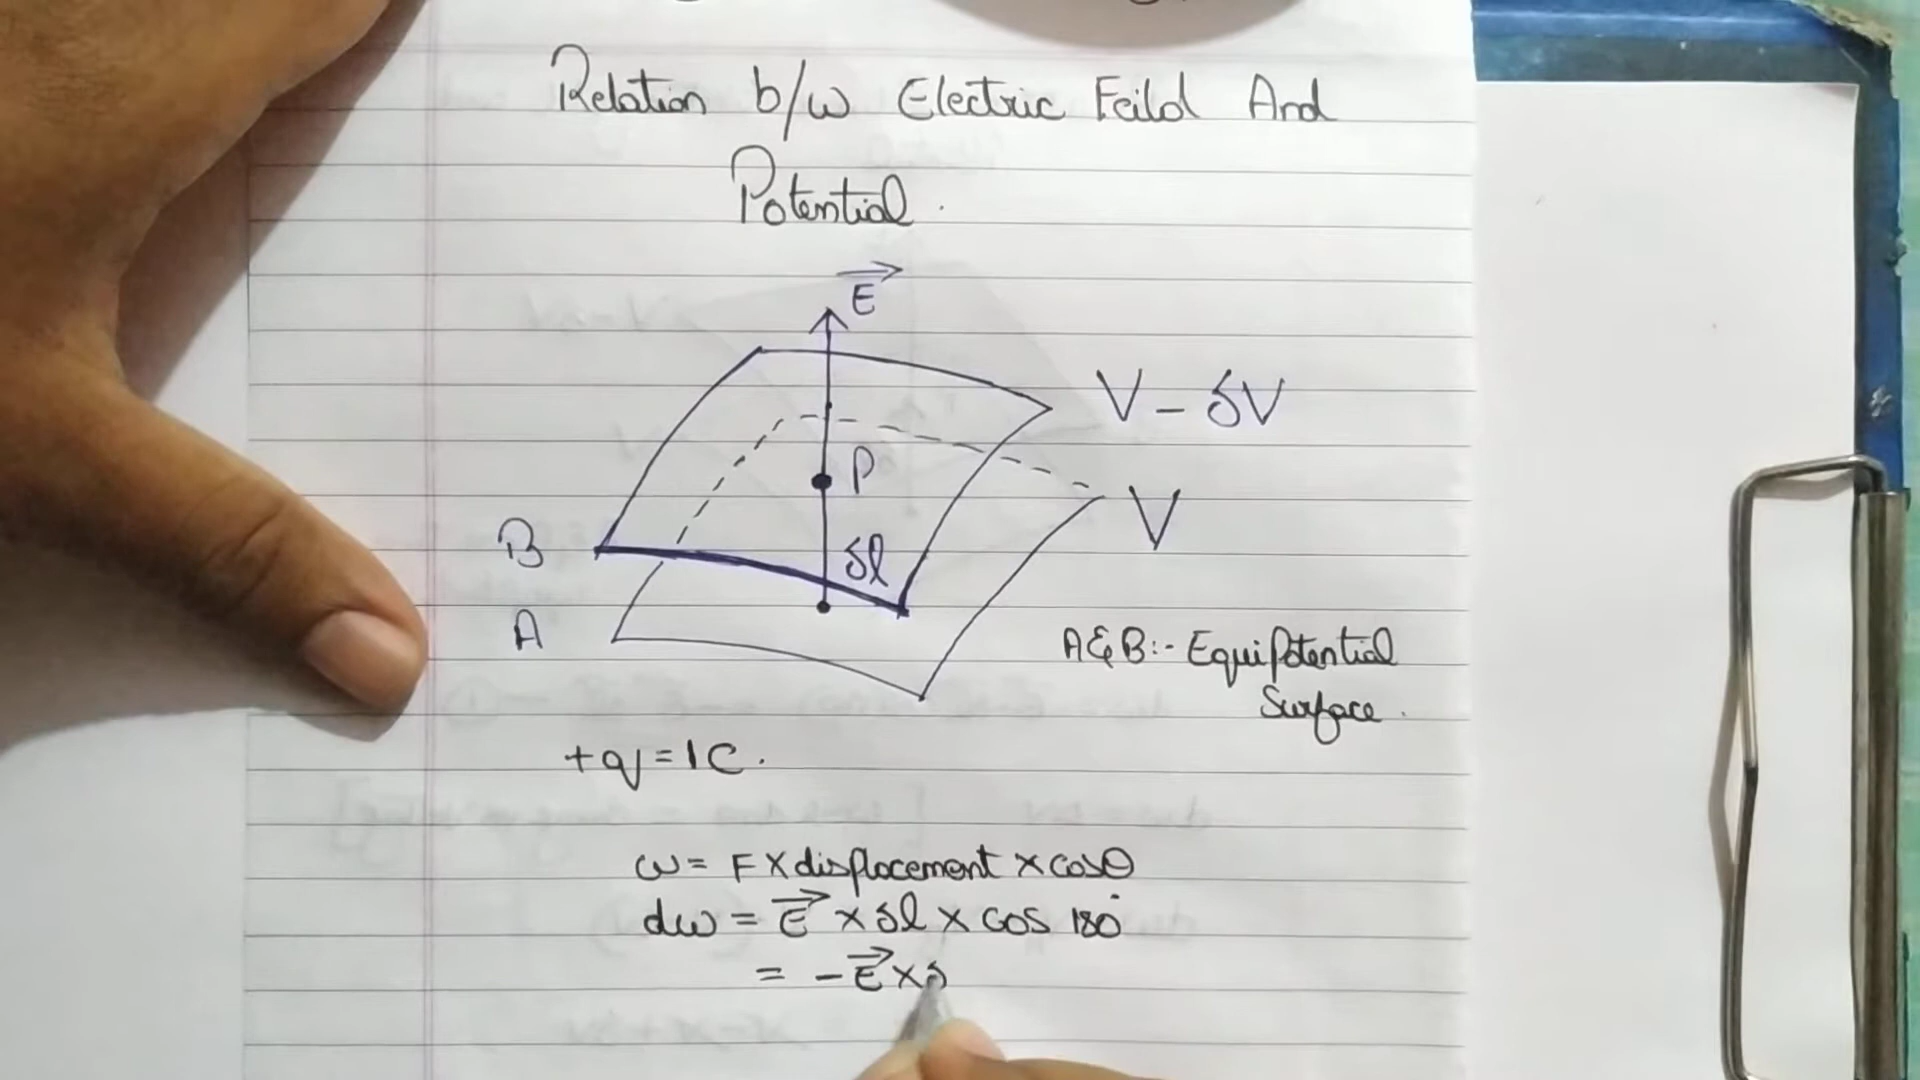 Relation b/w Electric Feild And
Potential.
E
V - δV
P
V
B
δl
A
A & B:- EquiPotential
Surface.
+q = 1C.
w = F × displacement × cosθ
dw = E × δl × cos 180°
= - E × δ